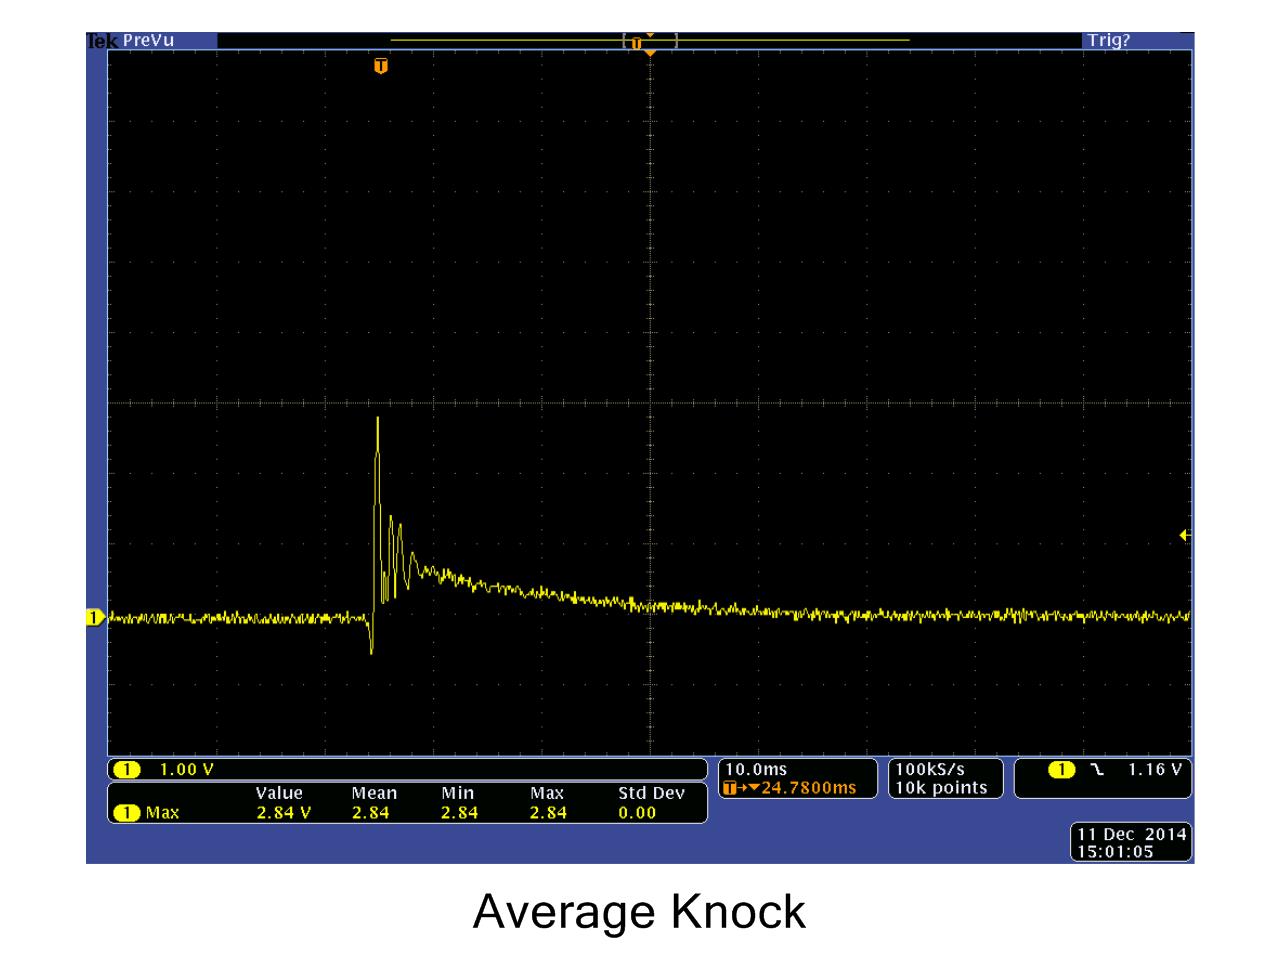 Tek PreVu Trig?
T
T
1
1 1.00 V
Value Mean Min Max Std Dev
1 Max 2.84 V 2.84 2.84 2.84 0.00
10.0ms
T→▼24.7800ms
100kS/s
10k points
1 1.16 V
11 Dec 2014
15:01:05
Average Knock